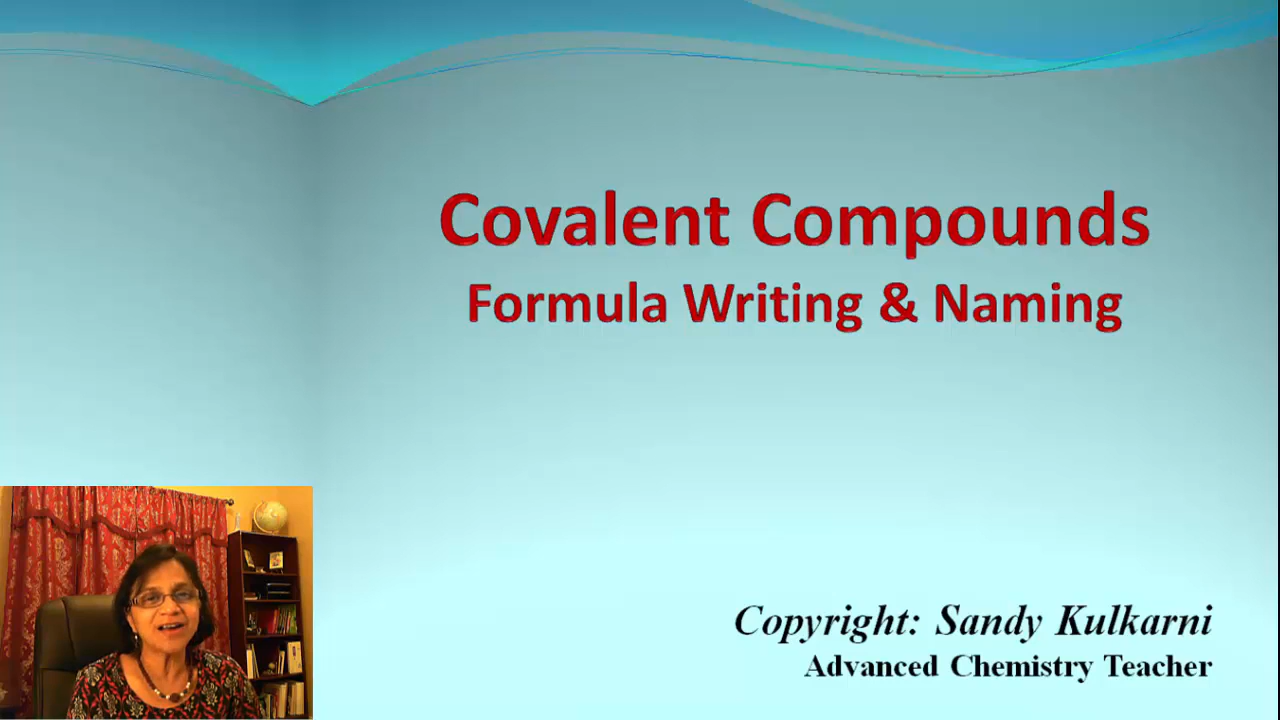 Covalent Compounds
Formula Writing & Naming
Copyright: Sandy Kulkarni
Advanced Chemistry Teacher